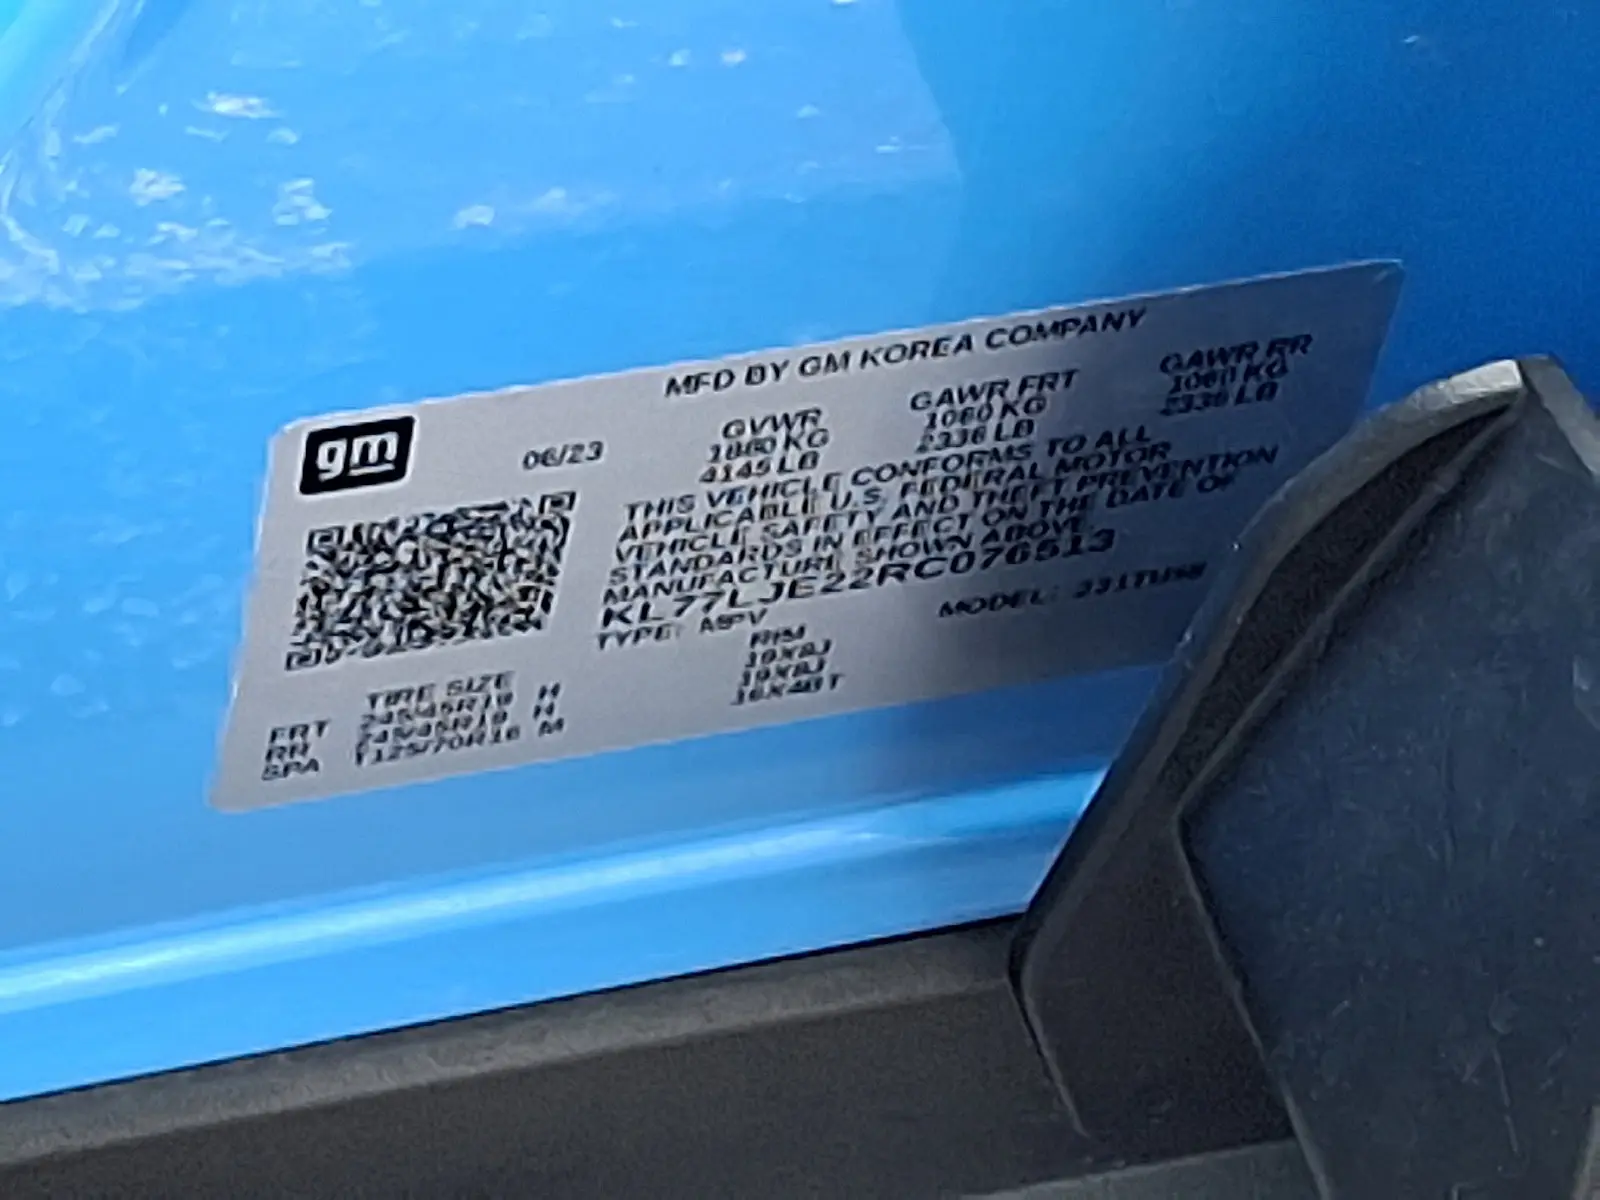 MFD BY GM KOREA COMPANY
gm
06/23
GVWR GAWR FRT GAWR RR
1880 KG 1060 KG 1060 KG
4145 LB 2336 LB 2336 LB
THIS VEHICLE CONFORMS TO ALL
APPLICABLE U.S. FEDERAL MOTOR
VEHICLE SAFETY AND THEFT PREVENTION
STANDARDS IN EFFECT ON THE DATE OF
MANUFACTURE SHOWN ABOVE.
KL77LJE22RC076513
TYPE: MPV MODEL:
TIRE SIZE RIM
FRT 245/45R19 H 19X8J
RR 245/45R19 H 19X8J
SPA T125/70R16 M 16X4BT